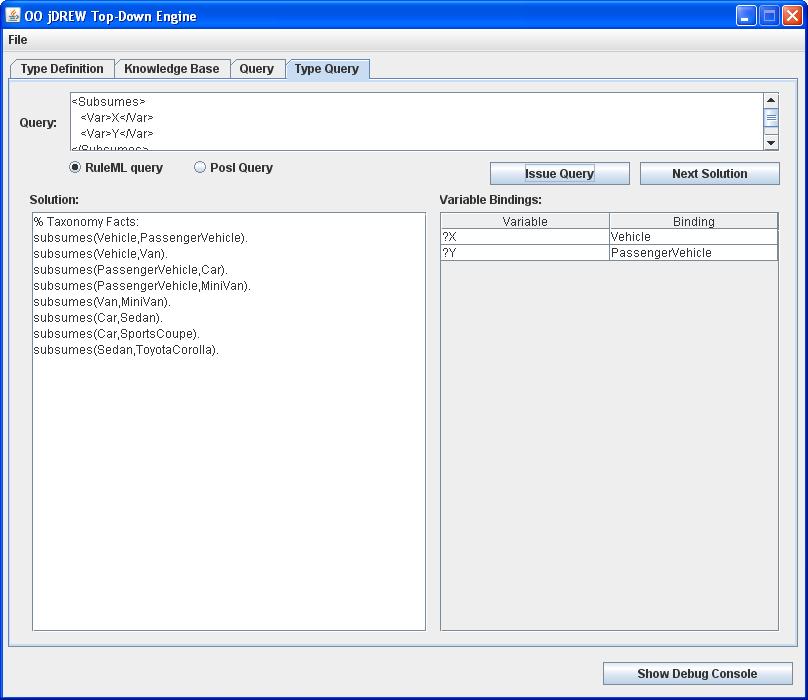 OO jDREW Top-Down Engine
File
Type Definition Knowledge Base Query Type Query
Query:
<Subsumes>
<Var>X</Var>
<Var>Y</Var>
</Subsumes>
RuleML query Posl Query
Issue Query Next Solution
Solution:
% Taxonomy Facts:
subsumes(Vehicle,PassengerVehicle).
subsumes(Vehicle,Van).
subsumes(PassengerVehicle,Car).
subsumes(PassengerVehicle,MiniVan).
subsumes(Van,MiniVan).
subsumes(Car,Sedan).
subsumes(Car,SportsCoupe).
subsumes(Sedan,ToyotaCorolla).
Variable Bindings:
Variable Binding
?X Vehicle
?Y PassengerVehicle
Show Debug Console